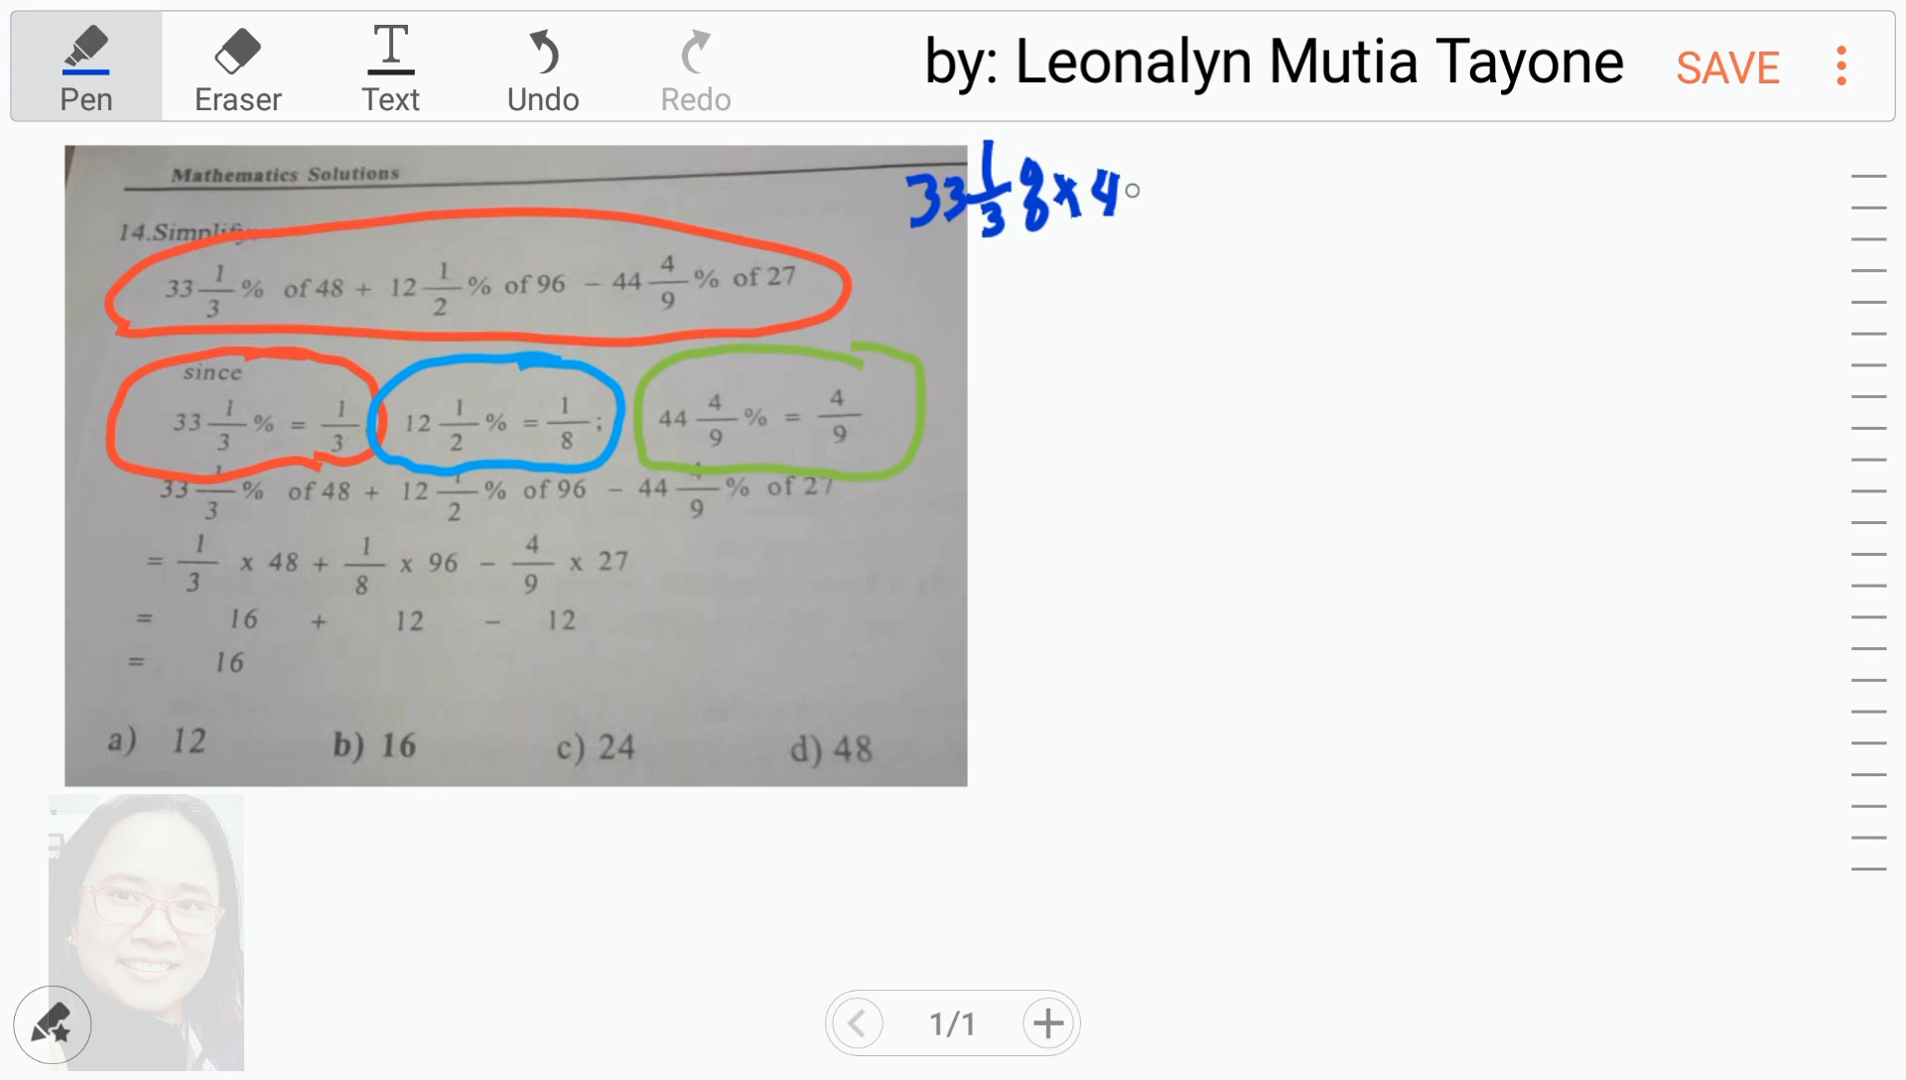 Pen Eraser Text Undo Redo by: Leonalyn Mutia Tayone SAVE
Mathematics Solutions
33 1/3 % x 4
14. Simplify
33 1/3 % of 48 + 12 1/2 % of 96 - 44 4/9 % of 27
since
33 1/3 % = 1/3 12 1/2 % = 1/8 ; 44 4/9 % = 4/9
33 1/3 % of 48 + 12 1/2 % of 96 - 44 4/9 % of 27
= 1/3 x 48 + 1/8 x 96 - 4/9 x 27
= 16 + 12 - 12
= 16
a) 12 b) 16 c) 24 d) 48
1/1